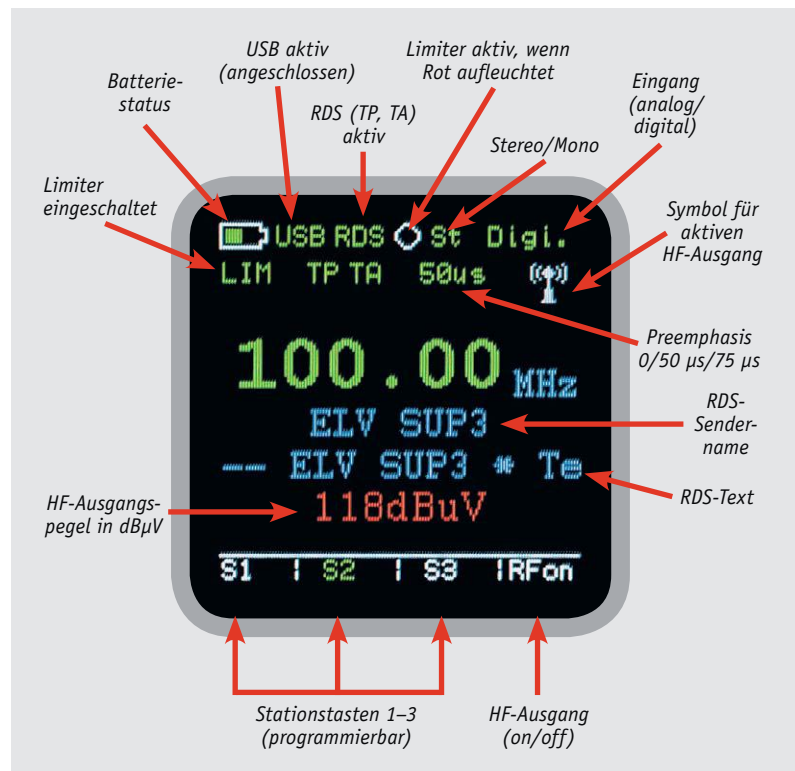 USB aktiv
(angeschlossen)
Limiter aktiv, wenn
Rot aufleuchtet
Batterie-
status
Eingang
(analog/
digital)
RDS (TP, TA)
aktiv
Stereo/Mono
Limiter
eingeschaltet
Symbol für
aktiven
HF-Ausgang
USB RDS St Digi.
LIM TP TA 50us
Preemphasis
0/50 µs/75 µs
100.00 MHz
RDS-
Sender-
name
ELV SUP3
-- ELV SUP3 * Te
RDS-Text
HF-Ausgangs-
pegel in dBµV
118dBuV
S1 | S2 | S3 |RFon
Stationstasten 1–3
(programmierbar)
HF-Ausgang
(on/off)